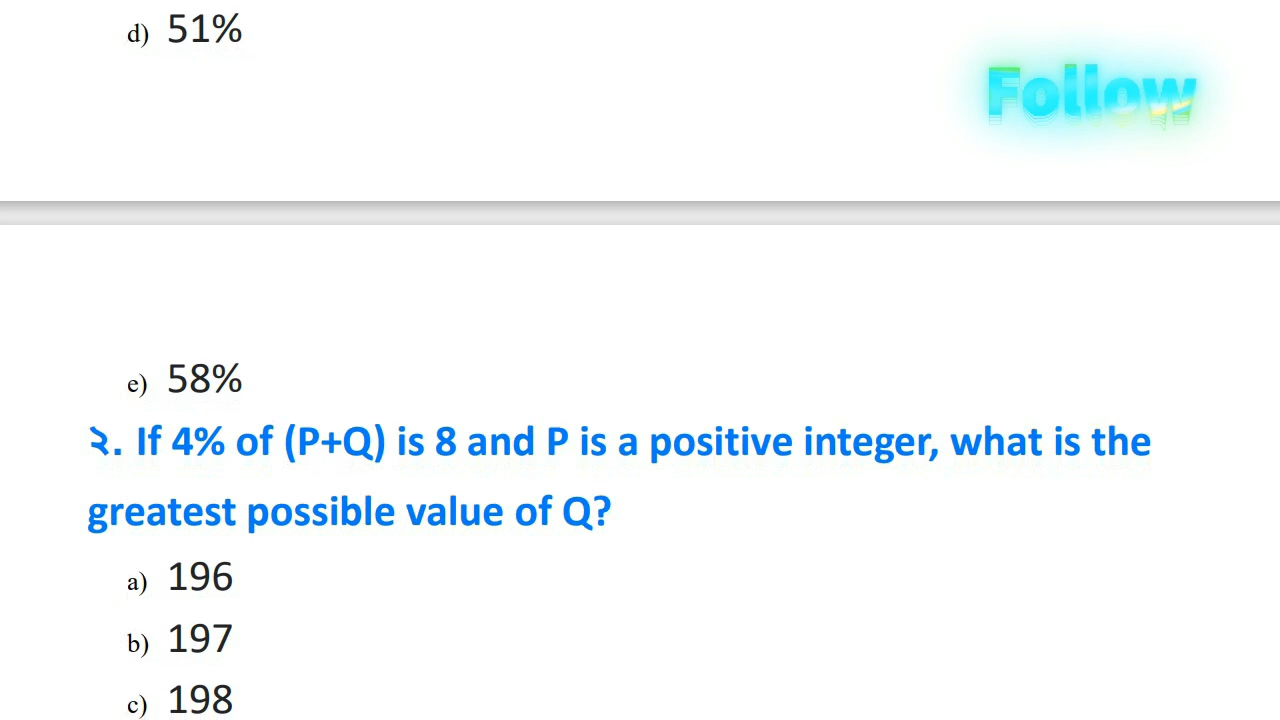 d) 51%
Follow
e) 58%
২. If 4% of (P+Q) is 8 and P is a positive integer, what is the
greatest possible value of Q?
a) 196
b) 197
c) 198